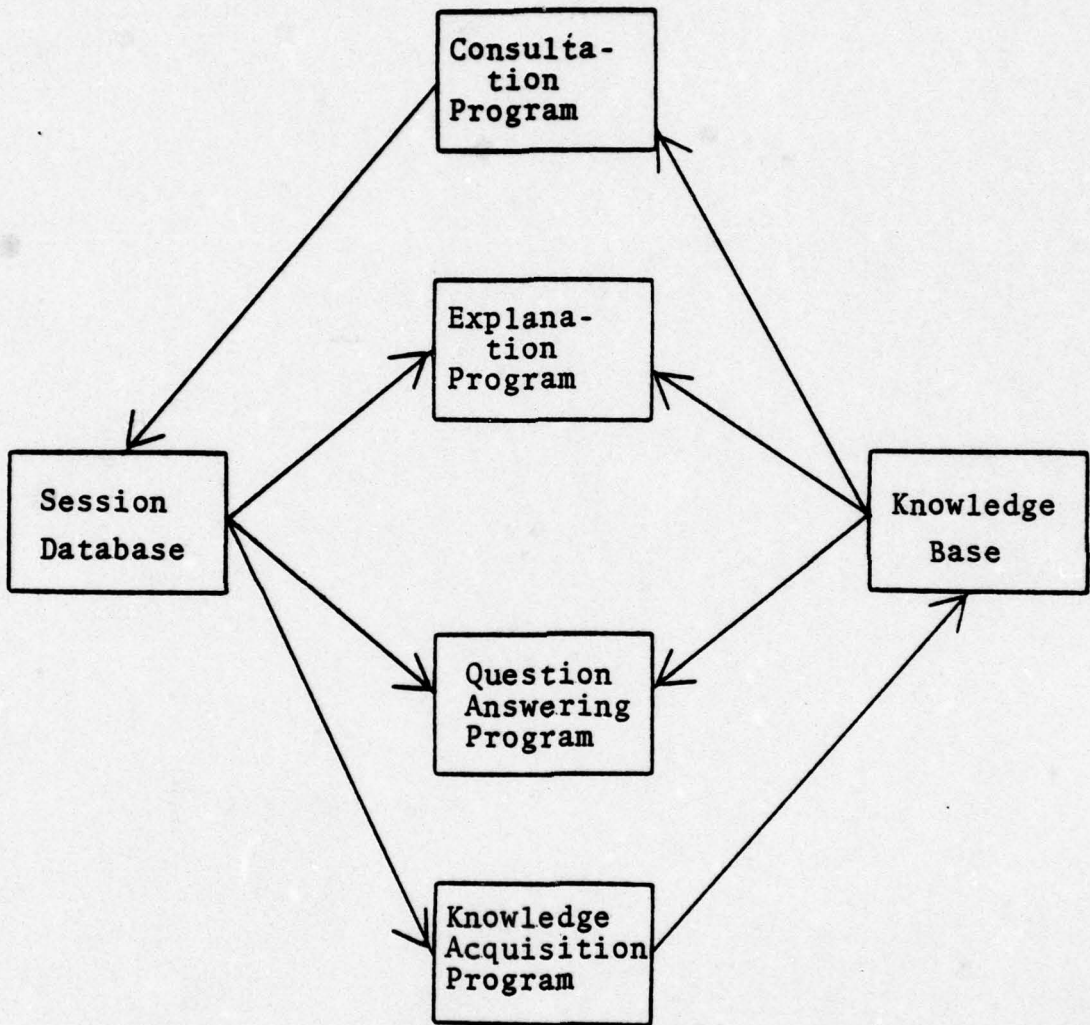 Consulta-
tion
Program
Explana-
tion
Program
Session
Database
Knowledge
Base
Question
Answering
Program
Knowledge
Acquisition
Program